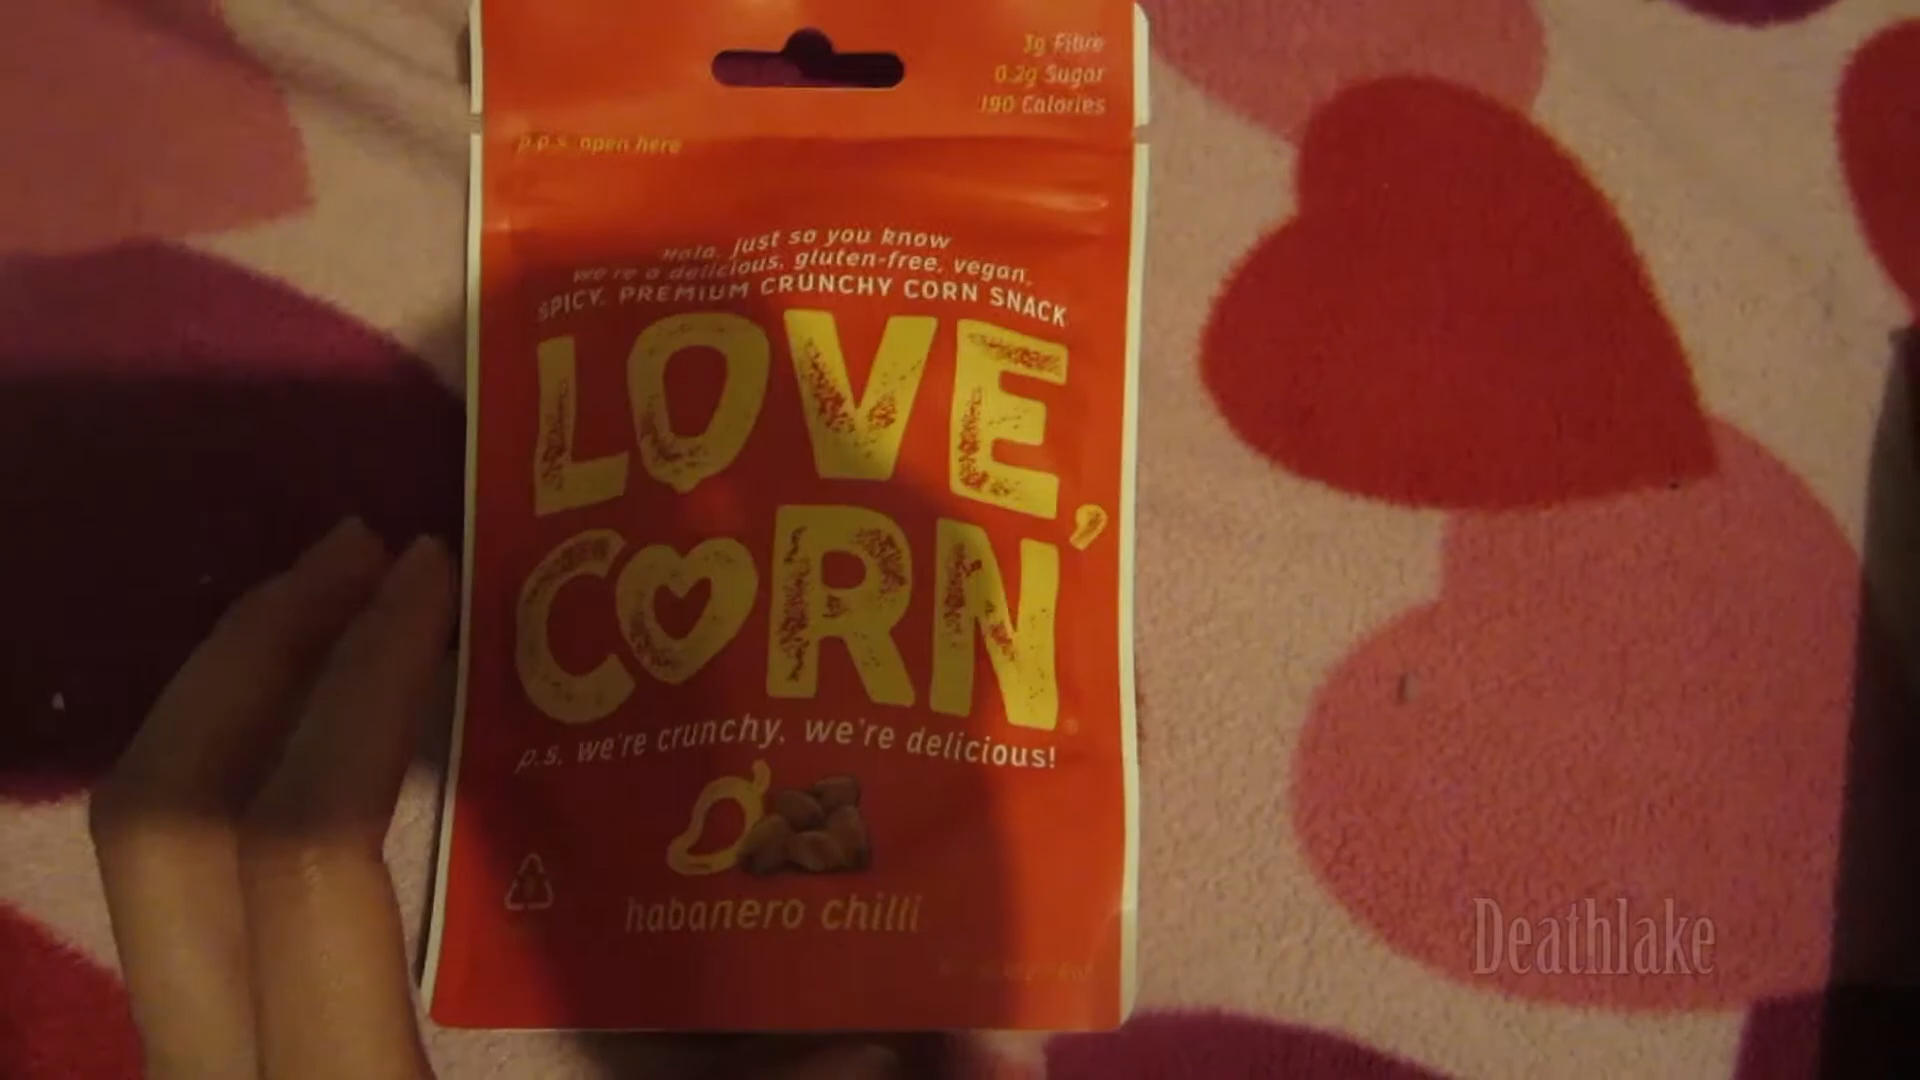 3g Fibre
0.2g Sugar
190 Calories
p.p.s. open here
Hola, just so you know
we're a delicious, gluten-free, vegan,
SPICY, PREMIUM CRUNCHY CORN SNACK
LOVE,
CORN
p.s. we're crunchy, we're delicious!
habanero chilli
Deathlake